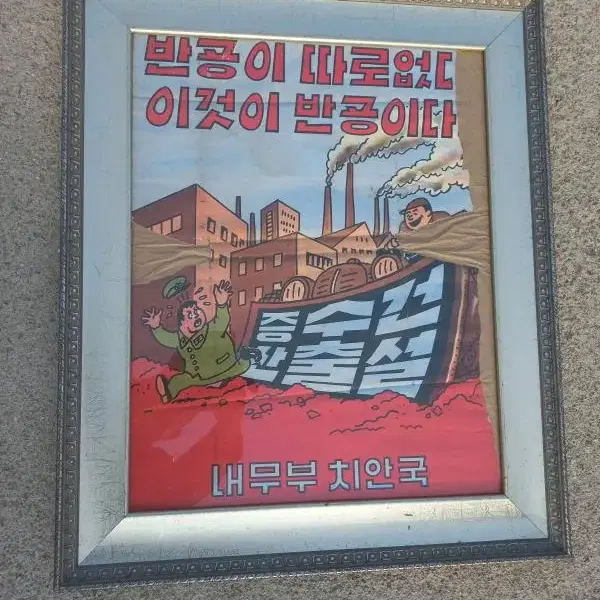 반공이 따로없다
이것이 반공이다
증 수 건
산 출 설
내무부 치안국